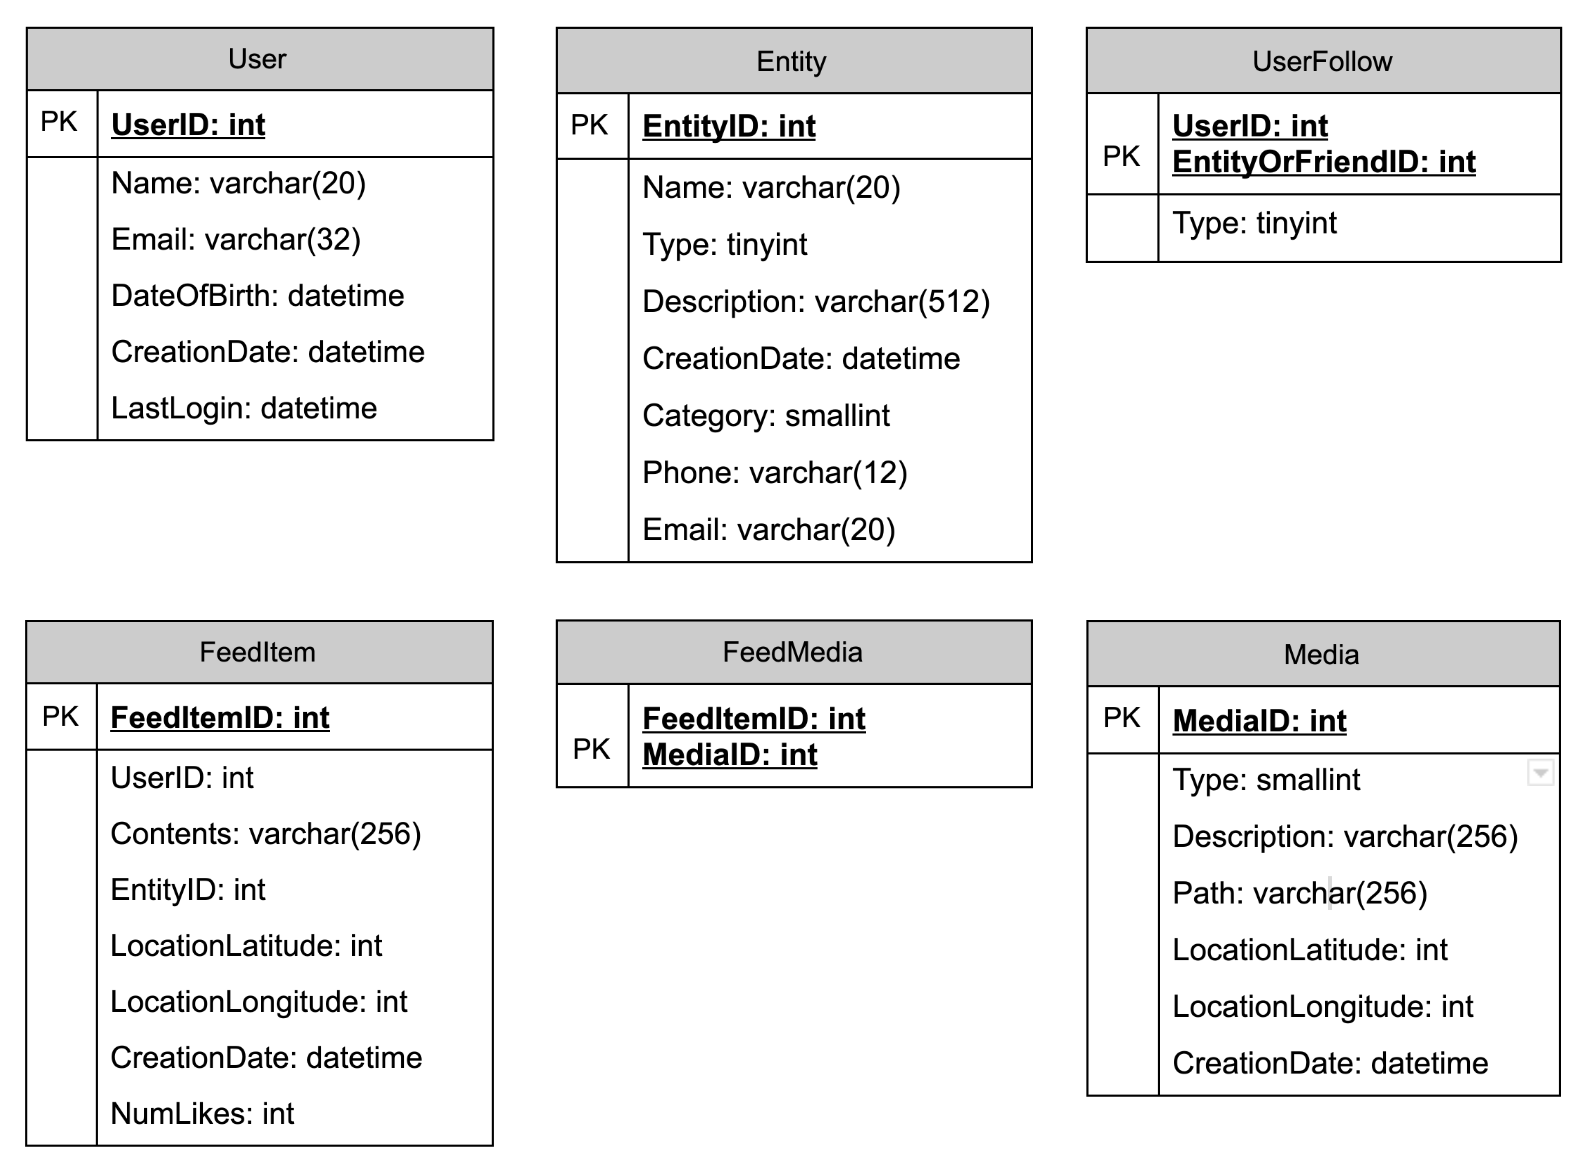 User
PK
UserID: int
Name: varchar(20)
Email: varchar(32)
DateOfBirth: datetime
CreationDate: datetime
LastLogin: datetime
Entity
PK
EntityID: int
Name: varchar(20)
Type: tinyint
Description: varchar(512)
CreationDate: datetime
Category: smallint
Phone: varchar(12)
Email: varchar(20)
UserFollow
PK
UserID: int
EntityOrFriendID: int
Type: tinyint
FeedItem
PK
FeedItemID: int
UserID: int
Contents: varchar(256)
EntityID: int
LocationLatitude: int
LocationLongitude: int
CreationDate: datetime
NumLikes: int
FeedMedia
PK
FeedItemID: int
MediaID: int
Media
PK
MediaID: int
Type: smallint
Description: varchar(256)
Path: varchar(256)
LocationLatitude: int
LocationLongitude: int
CreationDate: datetime